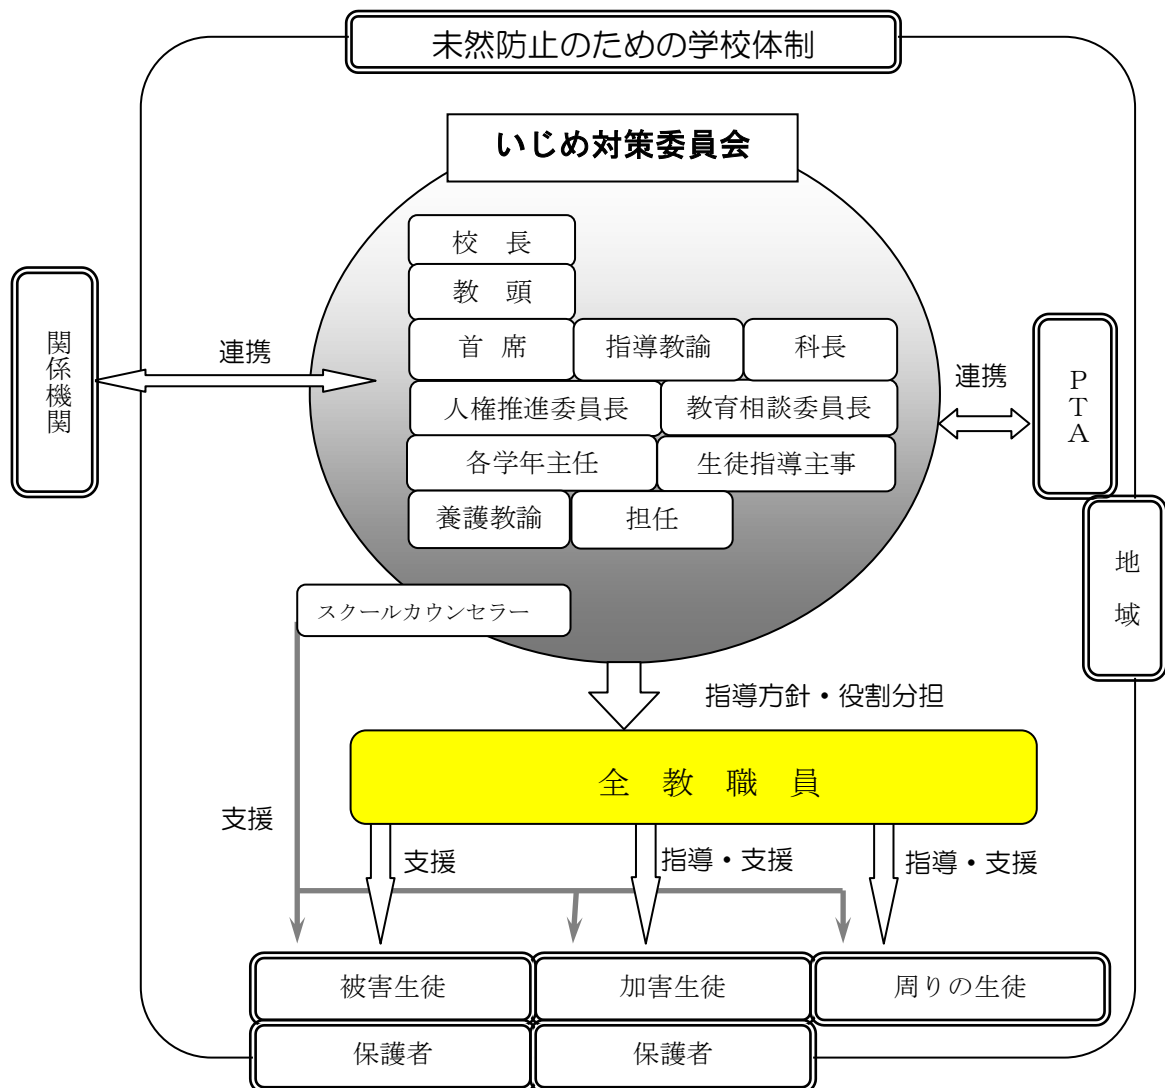 未然防止のための学校体制
いじめ対策委員会
校　長
教　頭
首　席
指導教諭
科長
人権推進委員長
教育相談委員長
各学年主任
生徒指導主事
養護教諭
担任
スクールカウンセラー
関係機関
連携
連携
ＰＴＡ
地域
指導方針・役割分担
全　教　職　員
支援
支援
指導・支援
指導・支援
被害生徒
加害生徒
周りの生徒
保護者
保護者